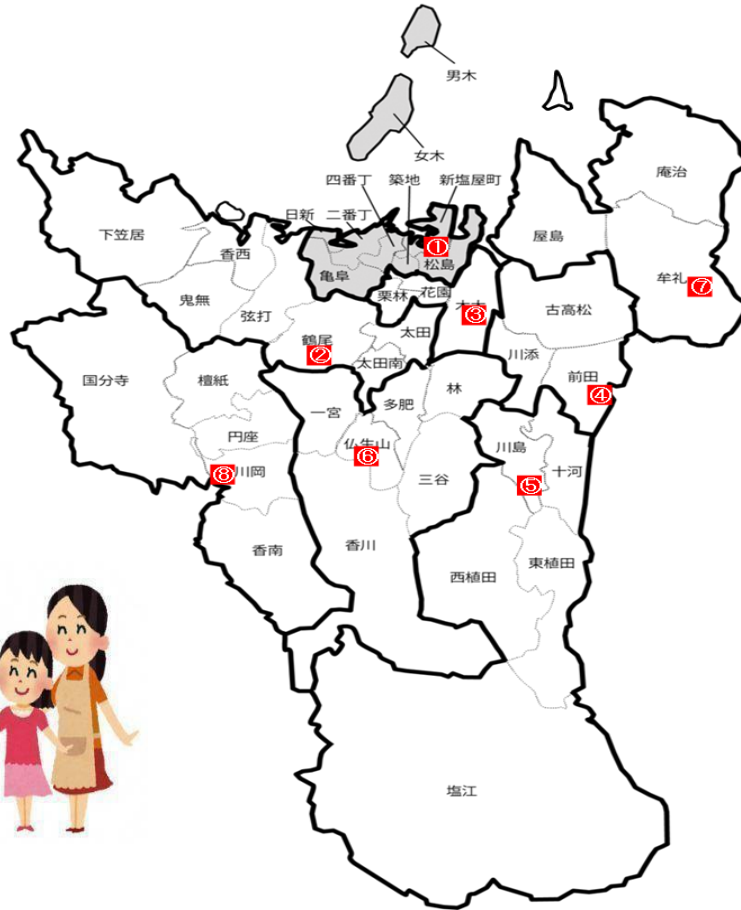 男木
女木
庵治
四番丁 築地 新塩屋町
日新 二番丁
下笠居
屋島
香西
①
松島
亀阜
牟礼 ⑦
鬼無
栗林 花園
弦打
③
古高松
太田
鶴尾
②
太田南
川添
国分寺
檀紙
前田
④
林
多肥
一宮
円座
仏生山
⑥
川島
⑧ 川岡
三谷
⑤
十河
香南
香川
西植田
東植田
塩江